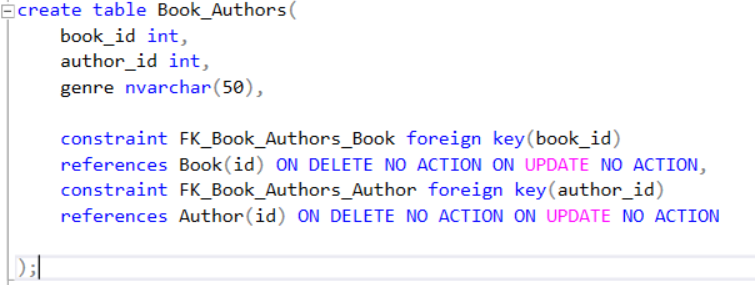 create table Book_Authors(
book_id int,
author_id int,
genre nvarchar(50),
constraint FK_Book_Authors_Book foreign key(book_id)
references Book(id) ON DELETE NO ACTION ON UPDATE NO ACTION,
constraint FK_Book_Authors_Author foreign key(author_id)
references Author(id) ON DELETE NO ACTION ON UPDATE NO ACTION
);